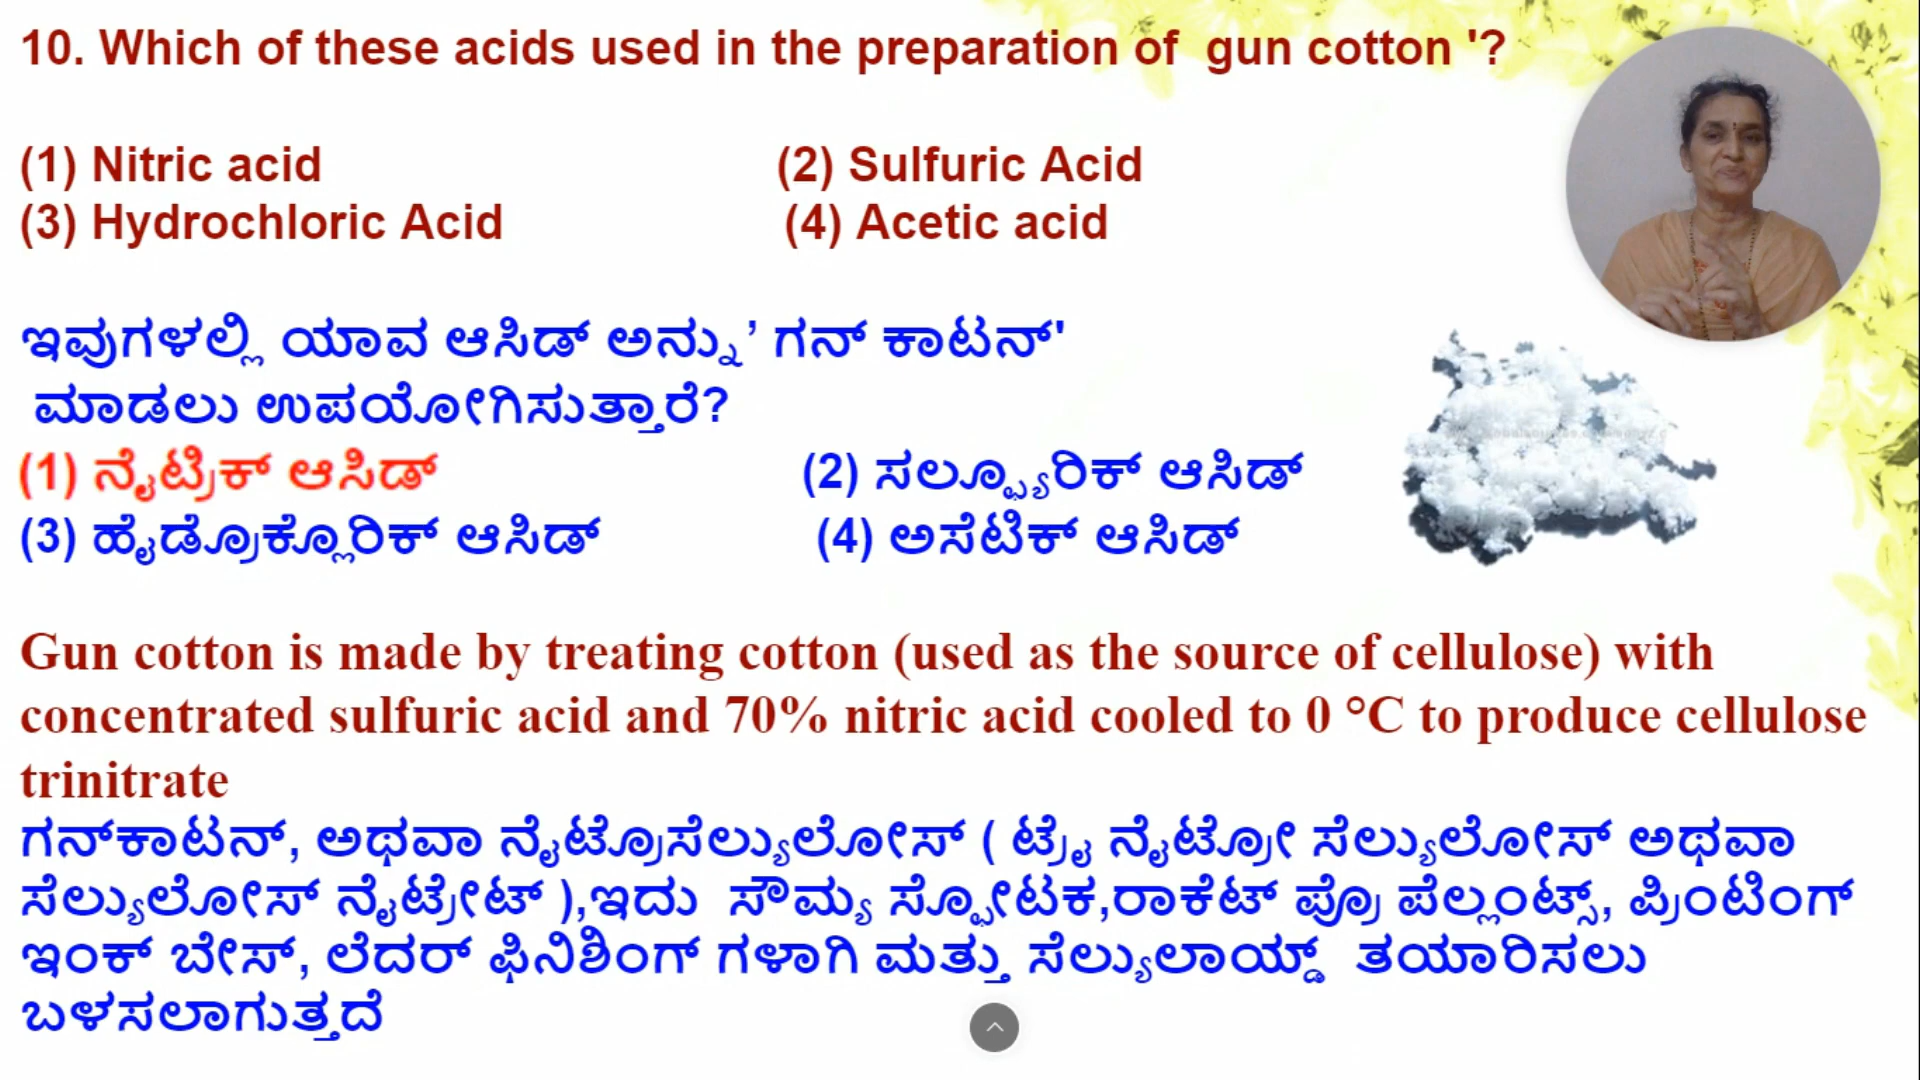 10. Which of these acids used in the preparation of gun cotton '?
(1) Nitric acid (2) Sulfuric Acid
(3) Hydrochloric Acid (4) Acetic acid
ಇವುಗಳಲ್ಲಿ ಯಾವ ಆಸಿಡ್ ಅನ್ನು ’ ಗನ್ ಕಾಟನ್'
ಮಾಡಲು ಉಪಯೋಗಿಸುತ್ತಾರೆ?
(1) ನೈಟ್ರಿಕ್ ಆಸಿಡ್ (2) ಸಲ್ಫ್ಯೂರಿಕ್ ಆಸಿಡ್
(3) ಹೈಡ್ರೊಕ್ಲೊರಿಕ್ ಆಸಿಡ್ (4) ಅಸೆಟಿಕ್ ಆಸಿಡ್
Gun cotton is made by treating cotton (used as the source of cellulose) with
concentrated sulfuric acid and 70% nitric acid cooled to 0 °C to produce cellulose
trinitrate
ಗನ್‌ಕಾಟನ್, ಅಥವಾ ನೈಟ್ರೊಸೆಲ್ಯುಲೋಸ್ ( ಟ್ರೈ ನೈಟ್ರೋ ಸೆಲ್ಯುಲೋಸ್ ಅಥವಾ
ಸೆಲ್ಯುಲೋಸ್ ನೈಟ್ರೇಟ್ ),ಇದು ಸೌಮ್ಯ ಸ್ಫೋಟಕ,ರಾಕೆಟ್ ಪ್ರೊ ಪೆಲ್ಲಂಟ್ಸ್, ಪ್ರಿಂಟಿಂಗ್
ಇಂಕ್ ಬೇಸ್, ಲೆದರ್ ಫಿನಿಶಿಂಗ್ ಗಳಾಗಿ ಮತ್ತು ಸೆಲ್ಯುಲಾಯ್ಡ್ ತಯಾರಿಸಲು
ಬಳಸಲಾಗುತ್ತದೆ